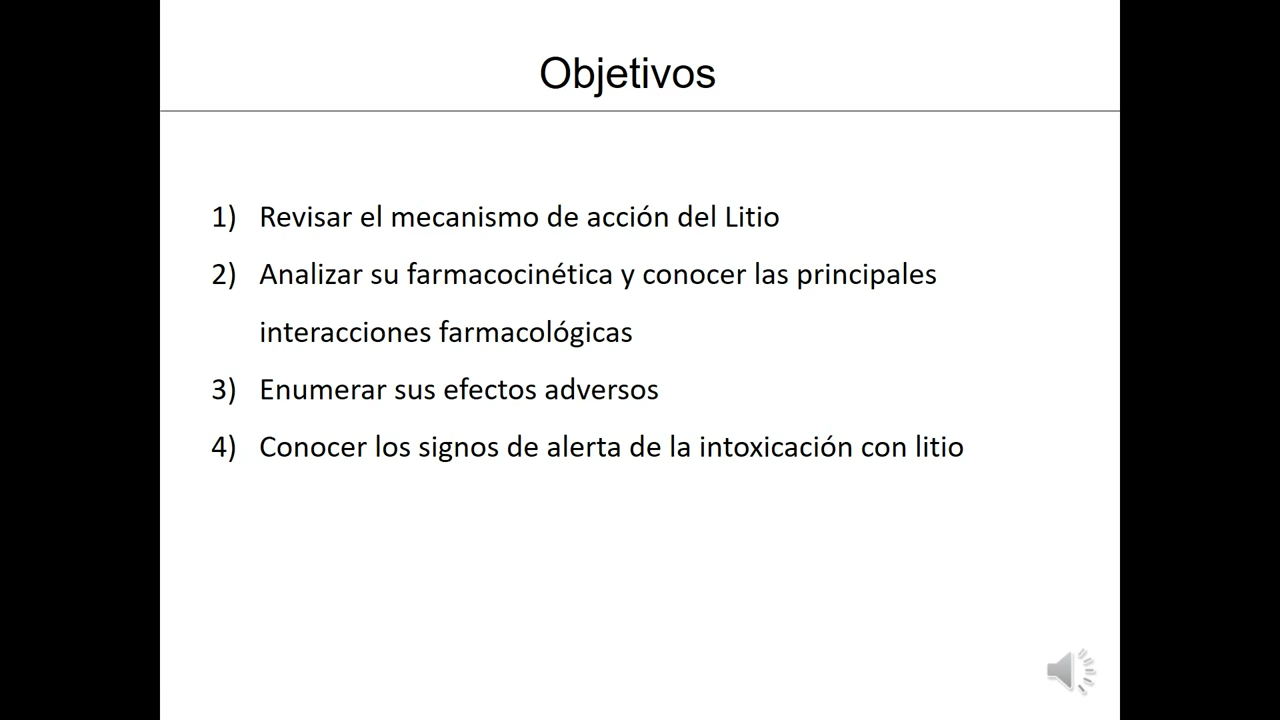 Objetivos
1) Revisar el mecanismo de acción del Litio
2) Analizar su farmacocinética y conocer las principales
interacciones farmacológicas
3) Enumerar sus efectos adversos
4) Conocer los signos de alerta de la intoxicación con litio